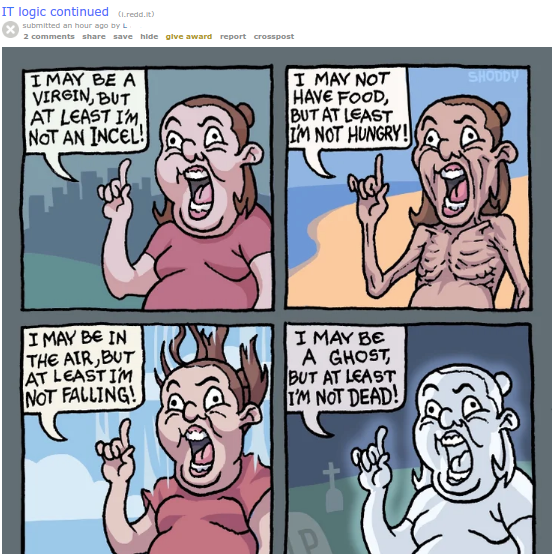 IT logic continued (i.redd.it)
submitted an hour ago by L
2 comments share save hide give award report crosspost
I MAY BE A
VIRGIN, BUT
AT LEAST I'M
NOT AN INCEL!
I MAY NOT
HAVE FOOD,
BUT AT LEAST
I'M NOT HUNGRY!
SHODDY
I MAY BE IN
THE AIR, BUT
AT LEAST I'M
NOT FALLING!
I MAY BE
A GHOST,
BUT AT LEAST
I'M NOT DEAD!
P